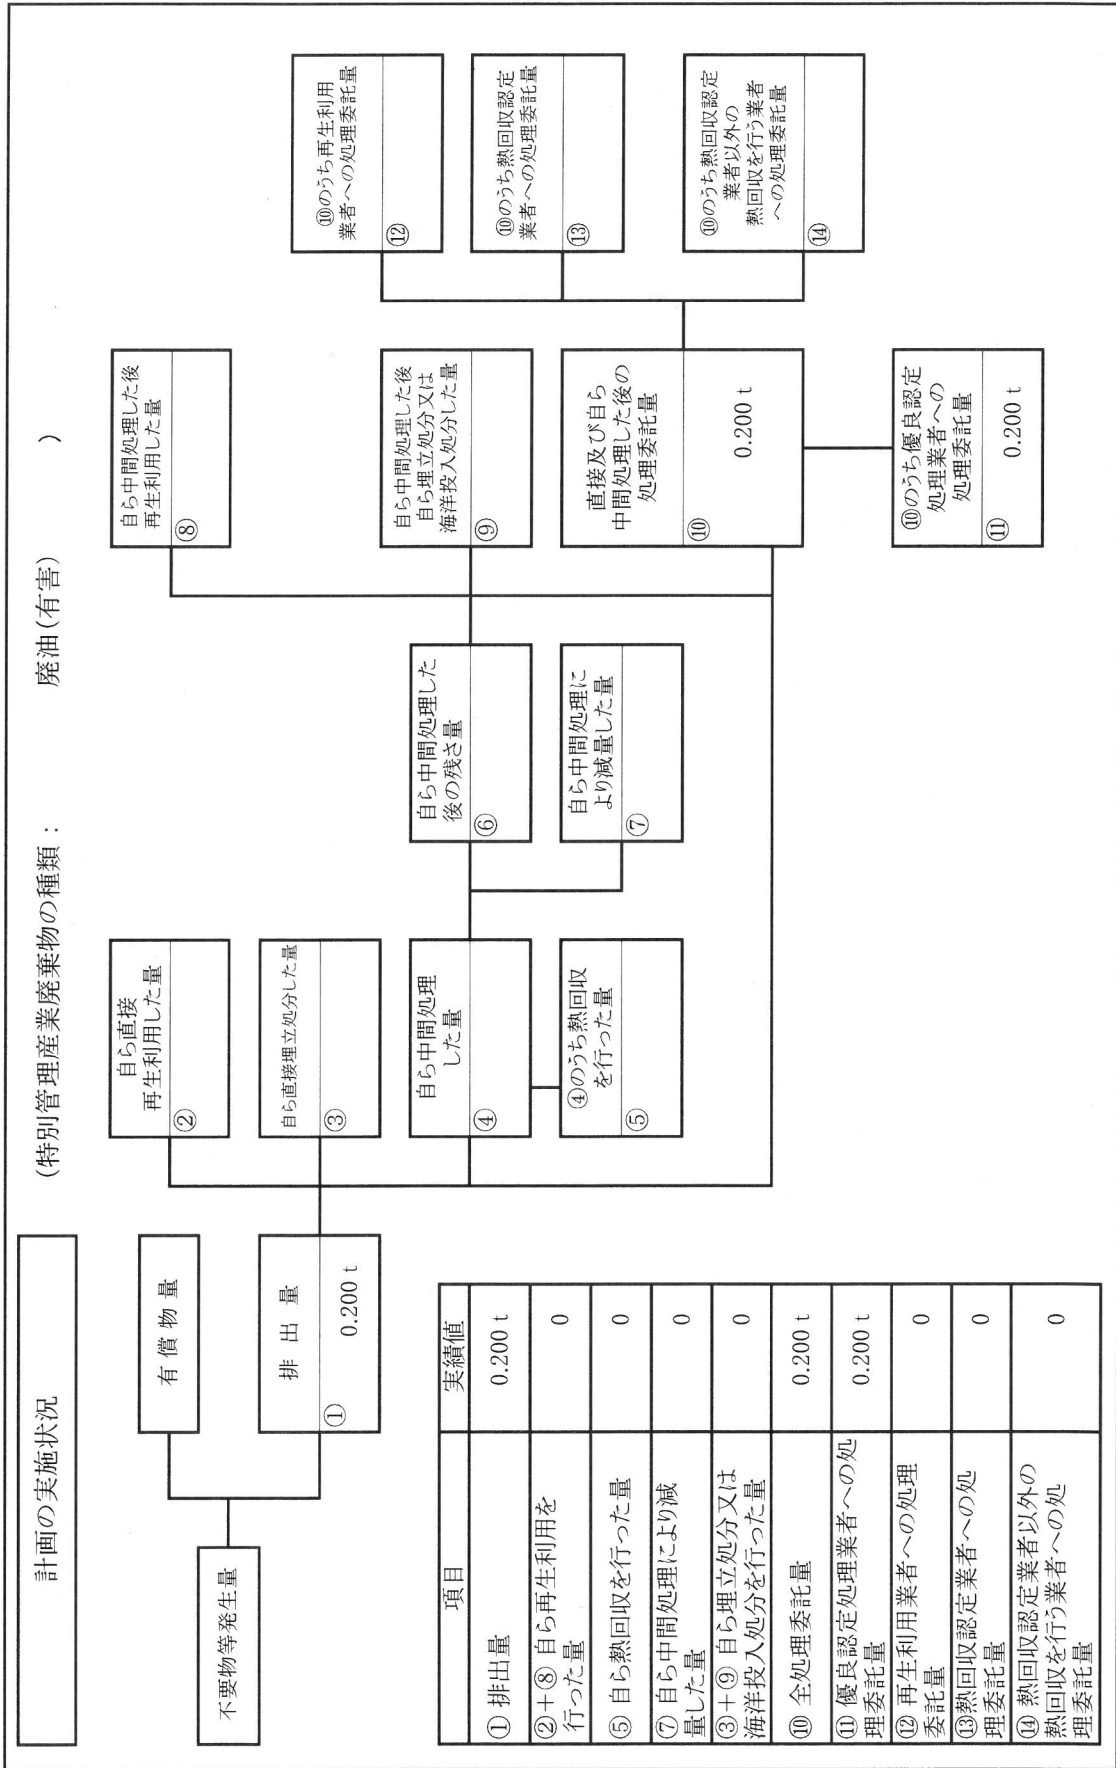 計画の実施状況
(特別管理産業廃棄物の種類： 廃油(有害) )
不要物等発生量
有償物量
排出量
①
0.200 t
自ら直接
再生利用した量
②
自ら直接埋立処分した量
③
自ら中間処理
した量
④
④のうち熱回収
を行った量
⑤
自ら中間処理した
後の残さ量
⑥
自ら中間処理に
より減量した量
⑦
自ら中間処理した後
再生利用した量
⑧
自ら中間処理した後
自ら埋立処分又は
海洋投入処分した量
⑨
直接及び自ら
中間処理した後の
処理委託量
⑩
0.200 t
⑩のうち優良認定
処理業者への
処理委託量
⑪
0.200 t
⑩のうち再生利用
業者への処理委託量
⑫
⑩のうち熱回収認定
業者への処理委託量
⑬
⑩のうち熱回収認定
業者以外の
熱回収を行う業者
への処理委託量
⑭
項目 実績値
① 排出量 0.200 t
②＋⑧ 自ら再生利用を
行った量 0
⑤ 自ら熱回収を行った量 0
⑦ 自ら中間処理により減
量した量 0
③＋⑨ 自ら埋立処分又は
海洋投入処分を行った量 0
⑩ 全処理委託量 0.200 t
⑪ 優良認定処理業者への処
理委託量 0.200 t
⑫ 再生利用業者への処理
委託量 0
⑬熱回収認定業者への処
理委託量 0
⑭ 熱回収認定業者以外の
熱回収を行う業者への処
理委託量 0